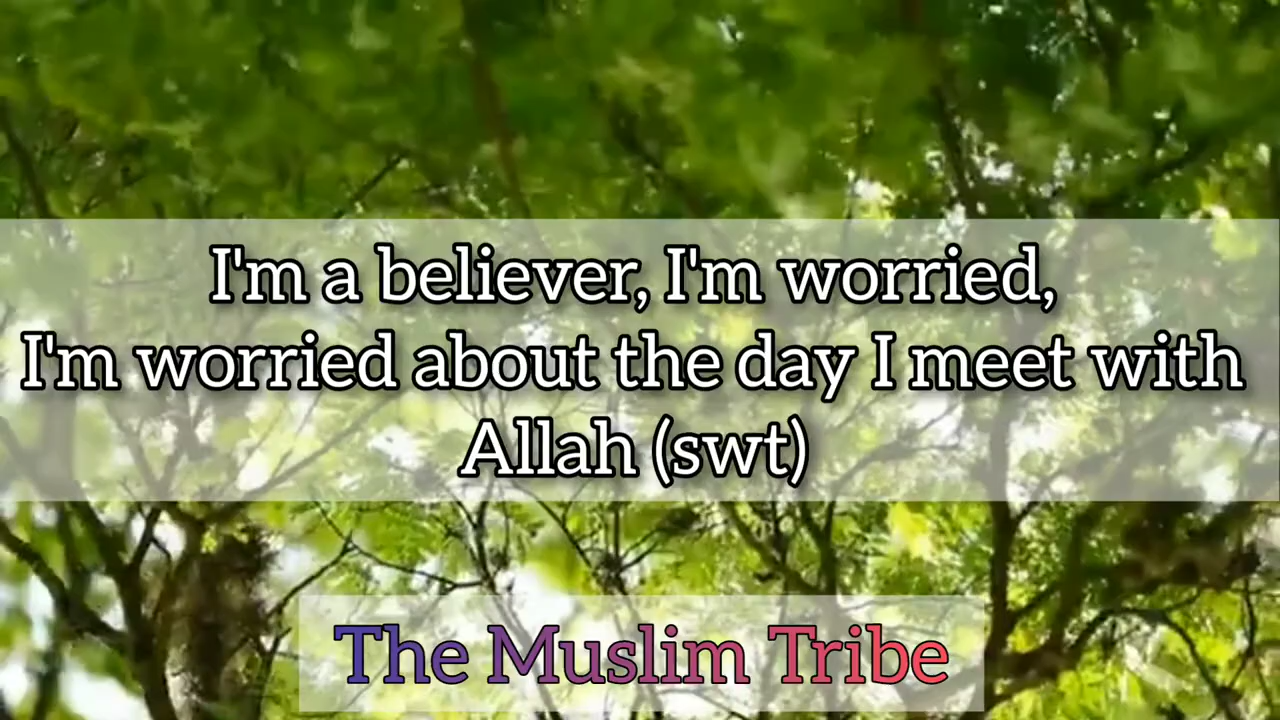 I'm a believer, I'm worried,
I'm worried about the day I meet with
Allah (swt)
The Muslim Tribe